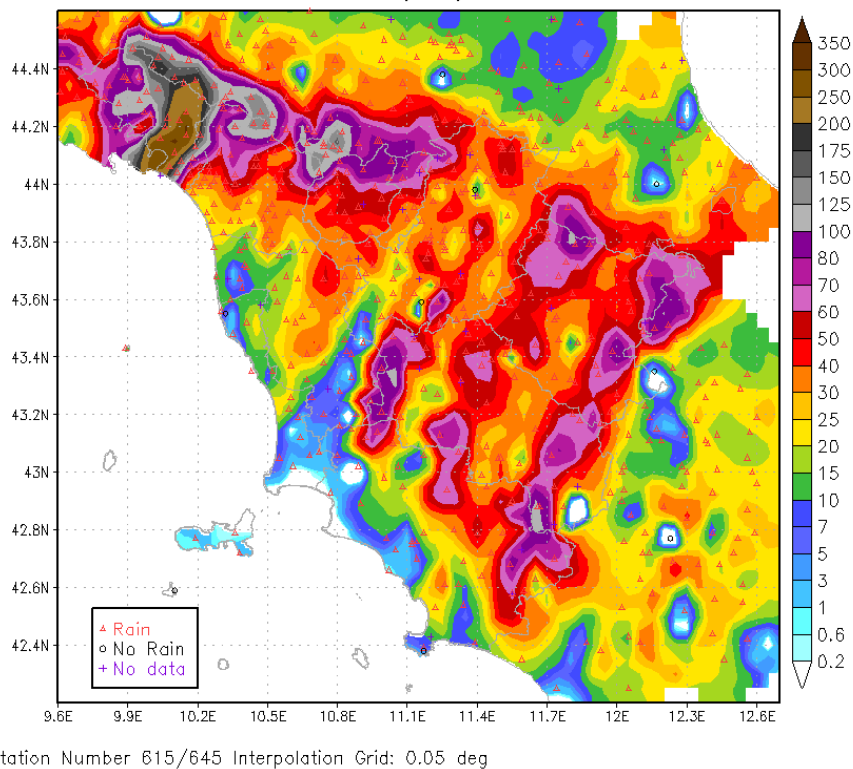 44.4N
44.2N
44N
43.8N
43.6N
43.4N
43.2N
43N
42.8N
42.6N
42.4N
Rain
No Rain
No data
9.6E 9.9E 10.2E 10.5E 10.8E 11.1E 11.4E 11.7E 12E 12.3E 12.6E
350
300
250
200
175
150
125
100
80
70
60
50
40
30
25
20
15
10
7
5
3
1
0.6
0.2
tation Number 615/645 Interpolation Grid: 0.05 deg